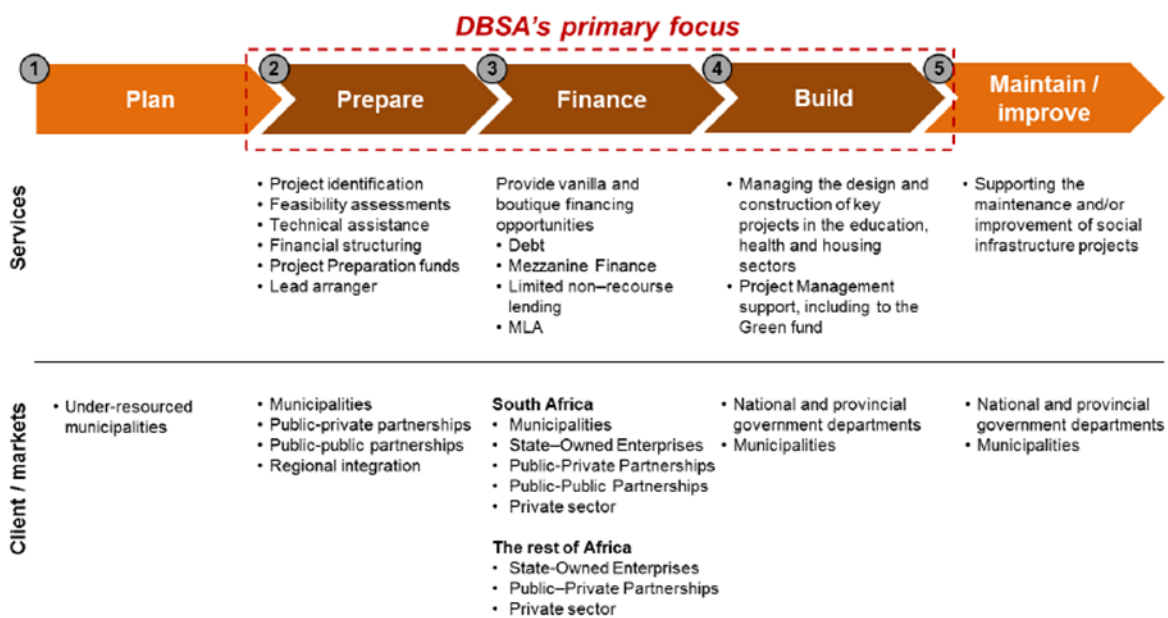 DBSA's primary focus
1
Plan
2
Prepare
3
Finance
4
Build
5
Maintain /
improve
Services
• Project identification
• Feasibility assessments
• Technical assistance
• Financial structuring
• Project Preparation funds
• Lead arranger
Provide vanilla and
boutique financing
opportunities
• Debt
• Mezzanine Finance
• Limited non–recourse
lending
• MLA
• Managing the design and
construction of key
projects in the education,
health and housing
sectors
• Project Management
support, including to the
Green fund
• Supporting the
maintenance and/or
improvement of social
infrastructure projects
Client / markets
• Under-resourced
municipalities
• Municipalities
• Public-private partnerships
• Public-public partnerships
• Regional integration
South Africa
• Municipalities
• State–Owned Enterprises
• Public-Private Partnerships
• Public-Public Partnerships
• Private sector
The rest of Africa
• State-Owned Enterprises
• Public–Private Partnerships
• Private sector
• National and provincial
government departments
• Municipalities
• National and provincial
government departments
• Municipalities